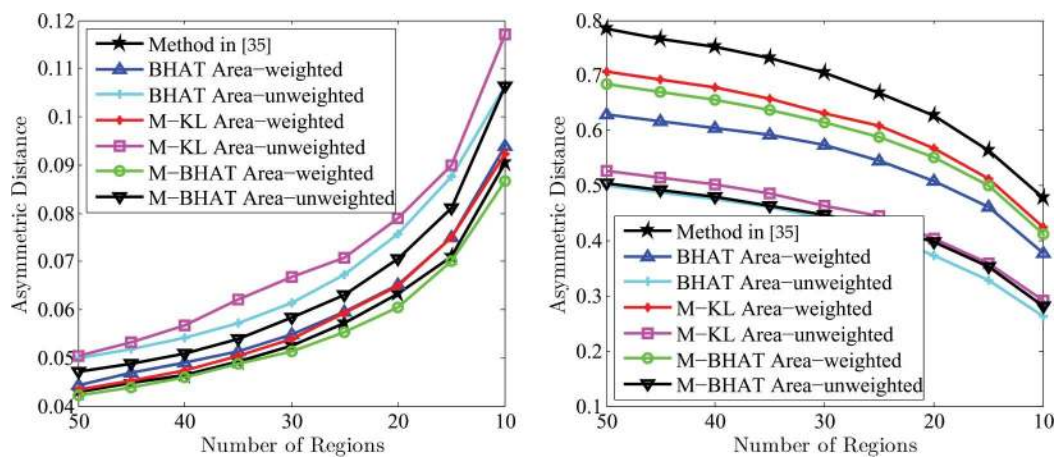 0.12
0.11
0.1
0.09
0.08
0.07
0.06
0.05
0.04
Asymmetric Distance
Method in [35]
BHAT Area−weighted
BHAT Area−unweighted
M−KL Area−weighted
M−KL Area−unweighted
M−BHAT Area−weighted
M−BHAT Area−unweighted
50 40 30 20 10
Number of Regions
0.8
0.7
0.6
0.5
0.4
0.3
0.2
0.1
Asymmetric Distance
Method in [35]
BHAT Area−weighted
BHAT Area−unweighted
M−KL Area−weighted
M−KL Area−unweighted
M−BHAT Area−weighted
M−BHAT Area−unweighted
50 40 30 20 10
Number of Regions